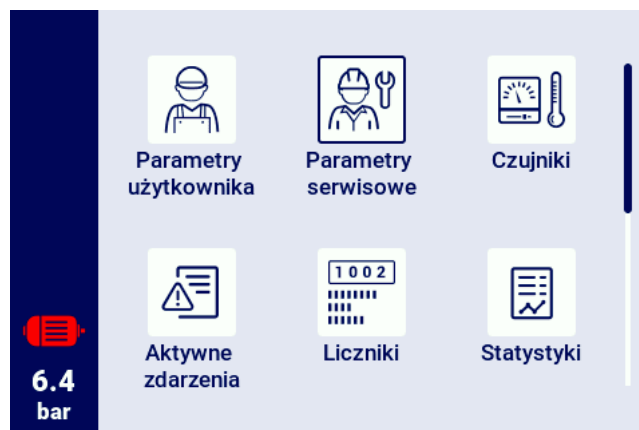 Parametry
użytkownika
Parametry
serwisowe
Czujniki
1002
Aktywne
zdarzenia
Liczniki
Statystyki
6.4
bar